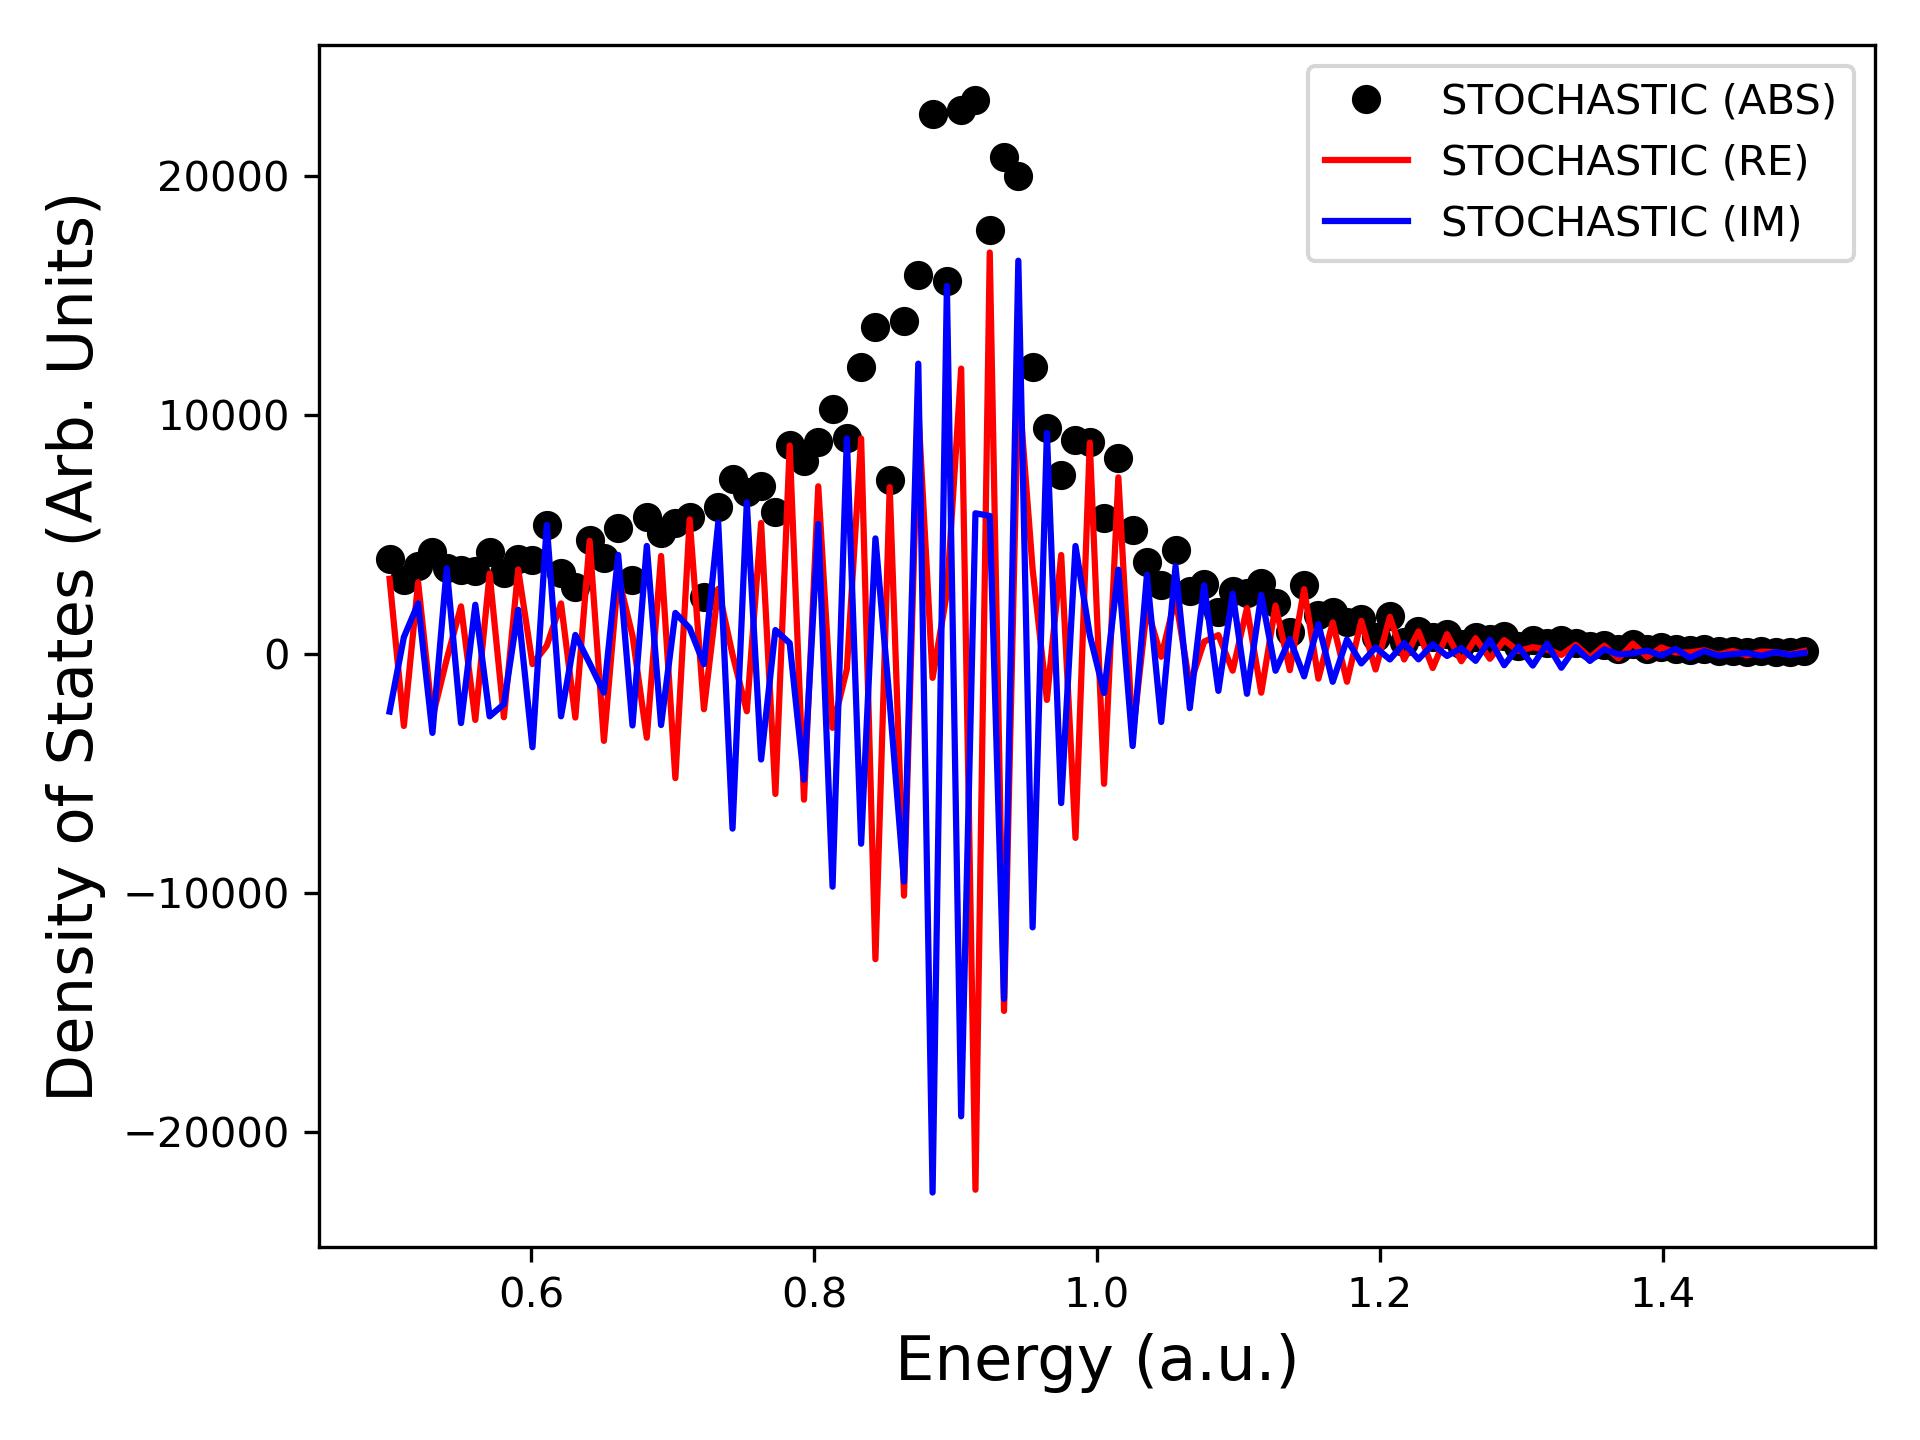 STOCHASTIC (ABS)
STOCHASTIC (RE)
STOCHASTIC (IM)
Density of States (Arb. Units)
20000
10000
0
−10000
−20000
0.6
0.8
1.0
1.2
1.4
Energy (a.u.)